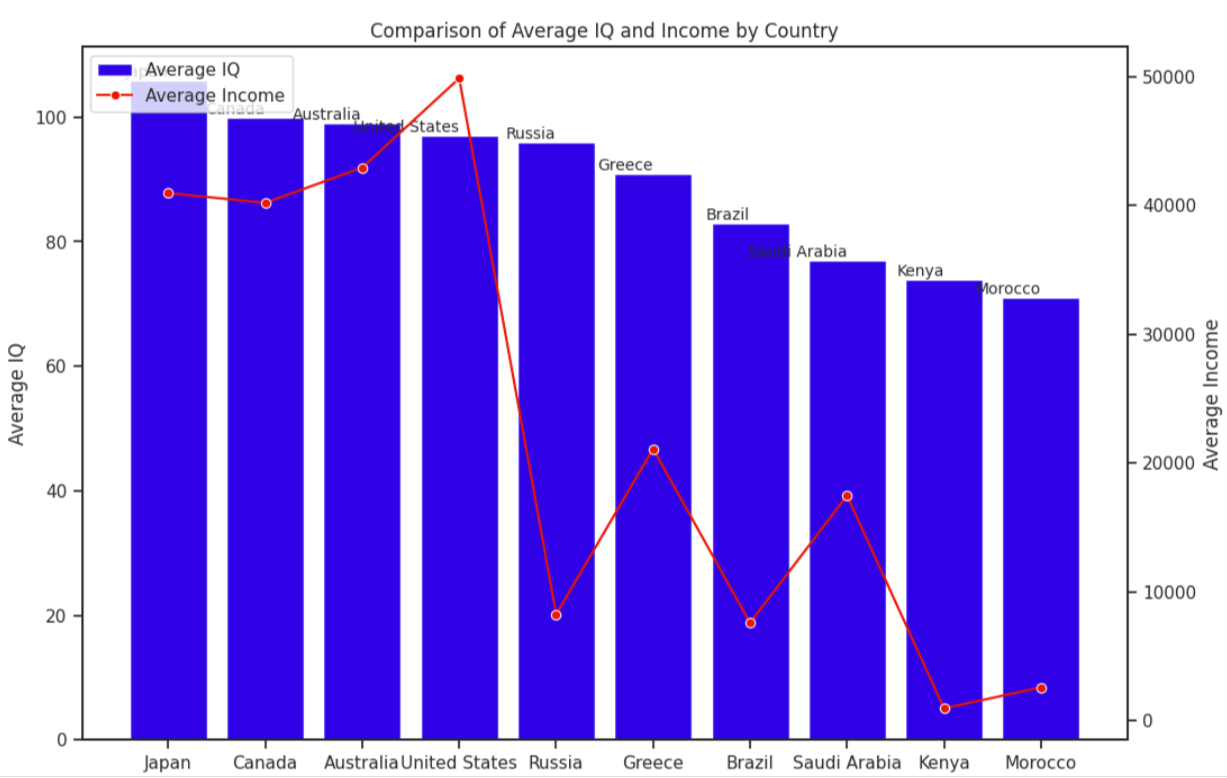 Comparison of Average IQ and Income by Country
Average IQ
Average Income
Japan
Canada
Australia
United States
Russia
Greece
Brazil
Saudi Arabia
Kenya
Morocco
100
80
60
40
20
0
Average IQ
50000
40000
30000
20000
10000
0
Average Income
Japan Canada Australia United States Russia Greece Brazil Saudi Arabia Kenya Morocco